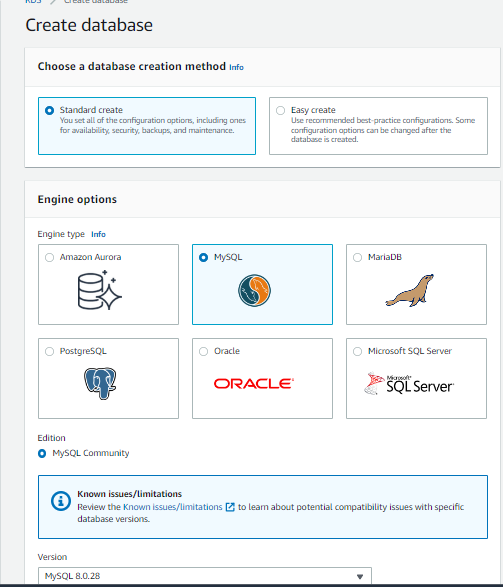 RDS > Create database
Create database
Choose a database creation method Info
Standard create
You set all of the configuration options, including ones
for availability, security, backups, and maintenance.
Easy create
Use recommended best-practice configurations. Some
configuration options can be changed after the
database is created.
Engine options
Engine type Info
Amazon Aurora
MySQL
MariaDB
PostgreSQL
Oracle
ORACLE
Microsoft SQL Server
Microsoft
SQL Server
Edition
MySQL Community
Known issues/limitations
Review the Known issues/limitations to learn about potential compatibility issues with specific
database versions.
Version
MySQL 8.0.28